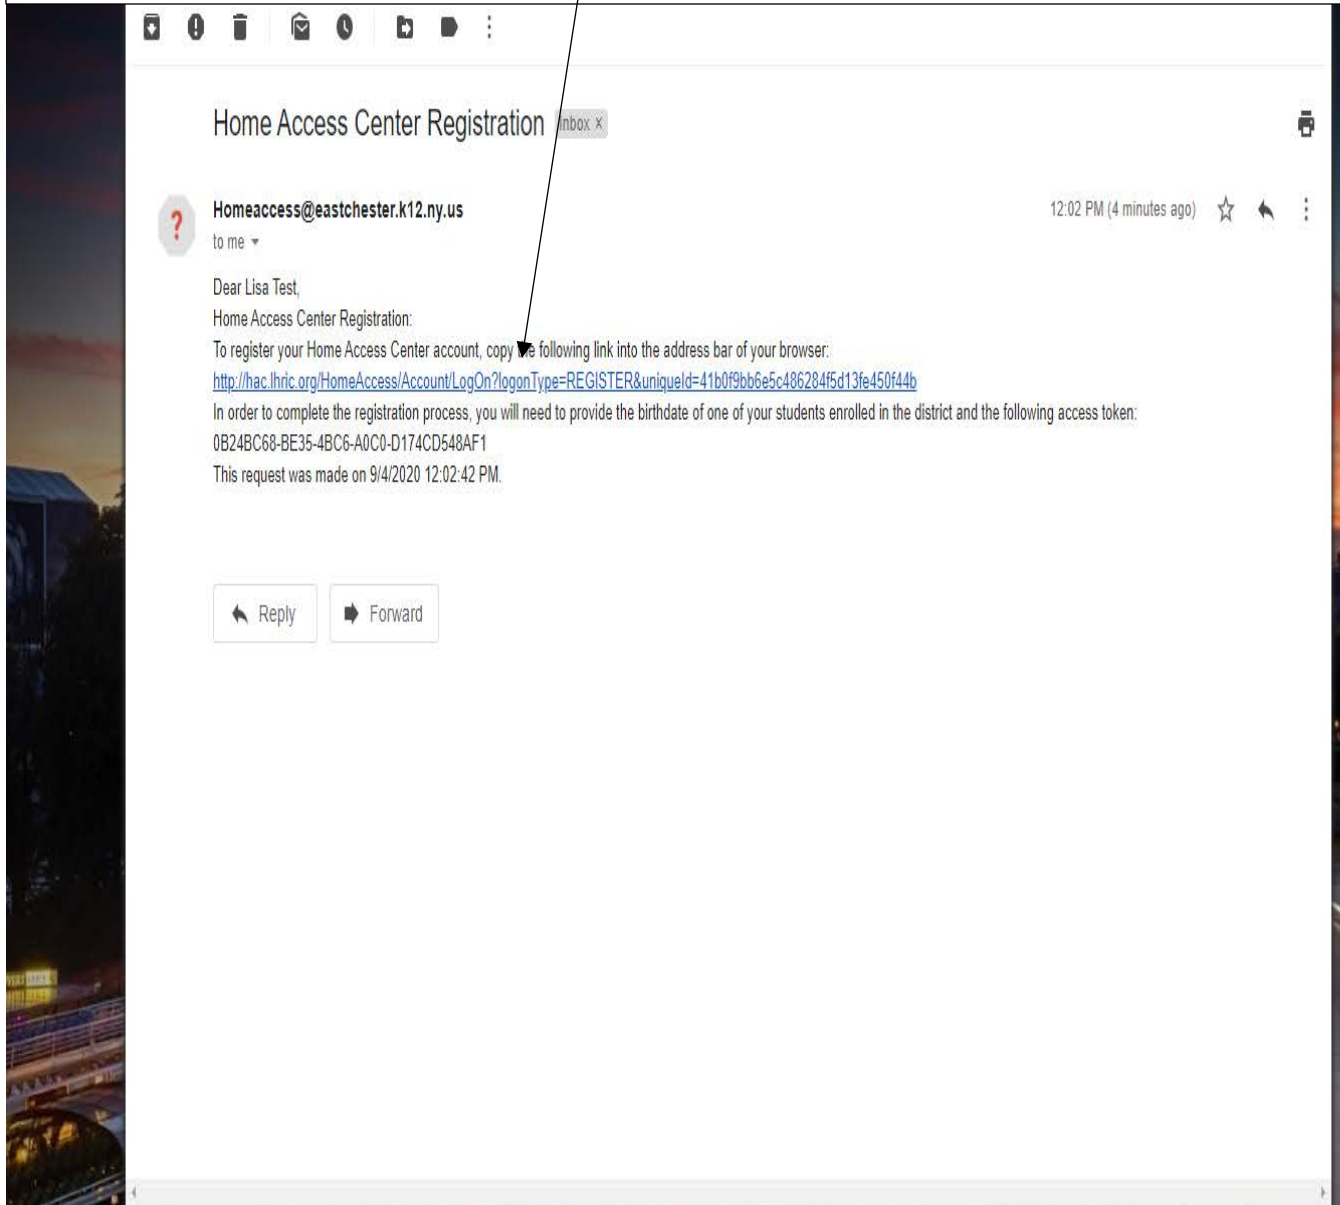 Home Access Center Registration Inbox ×
Homeaccess@eastchester.k12.ny.us 12:02 PM (4 minutes ago)
to me
Dear Lisa Test,
Home Access Center Registration:
To register your Home Access Center account, copy the following link into the address bar of your browser:
http://hac.lhric.org/HomeAccess/Account/LogOn?logonType=REGISTER&uniqueId=41b0f9bb6e5c486284f5d13fe450f44b
In order to complete the registration process, you will need to provide the birthdate of one of your students enrolled in the district and the following access token:
0B24BC68-BE35-4BC6-A0C0-D174CD548AF1
This request was made on 9/4/2020 12:02:42 PM.
Reply Forward